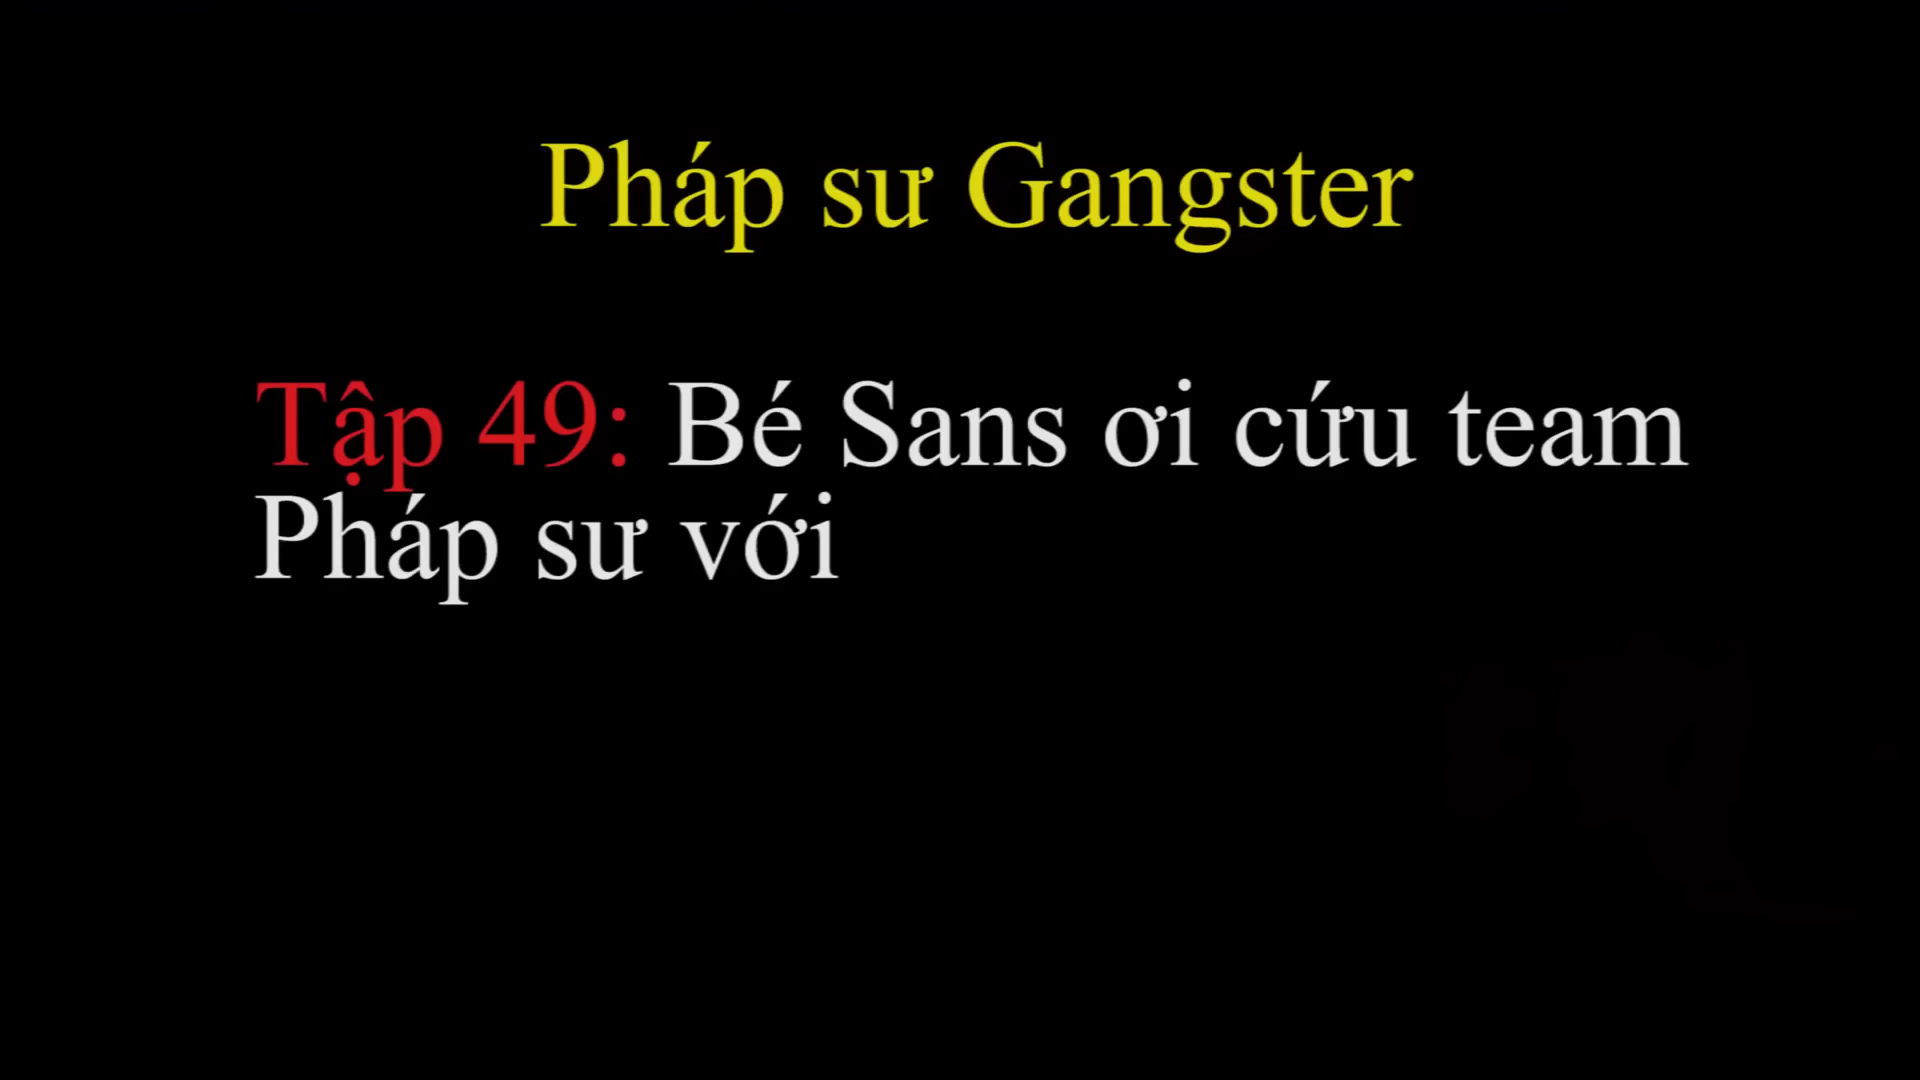 Pháp sư Gangster
Tập 49: Bé Sans ơi cứu team
Pháp sư với